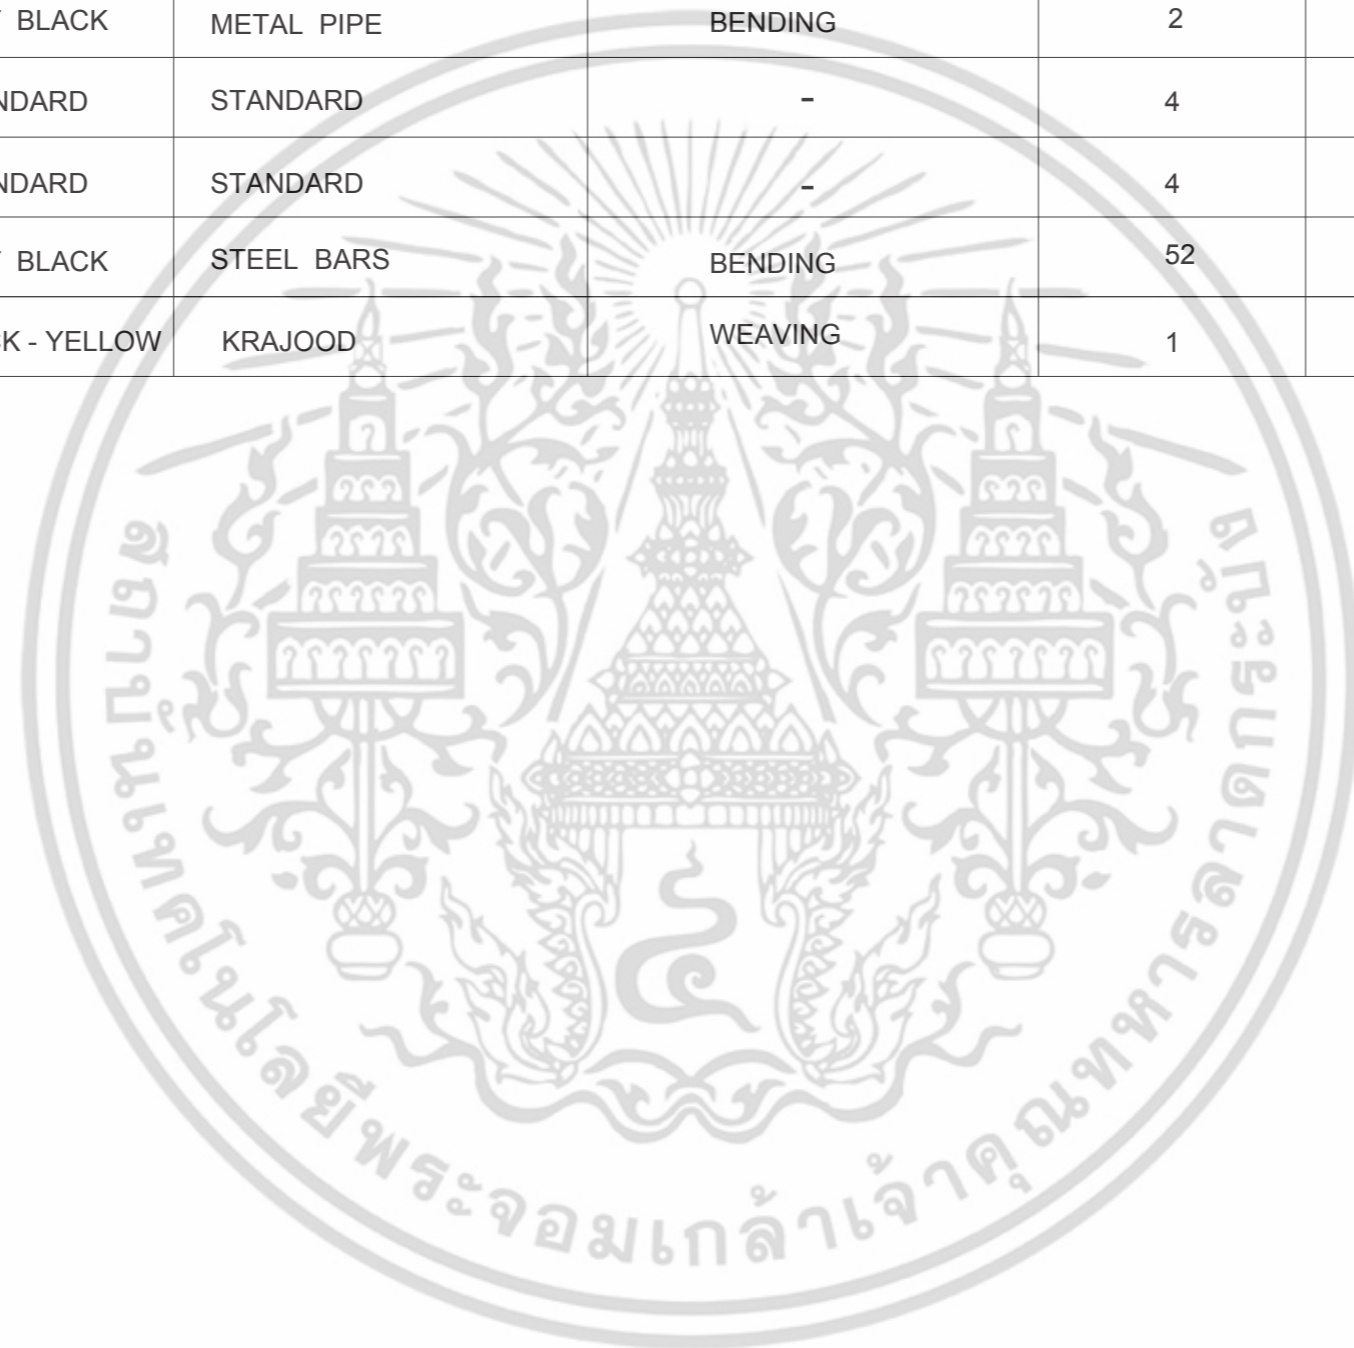 BLACK METAL PIPE BENDING 2
NDARD STANDARD - 4
NDARD STANDARD - 4
BLACK STEEL BARS BENDING 52
CK - YELLOW KRAJOOD WEAVING 1
สถาบันเทคโนโลยีพระจอมเกล้าเจ้าคุณทหารลาดกระบัง
๔